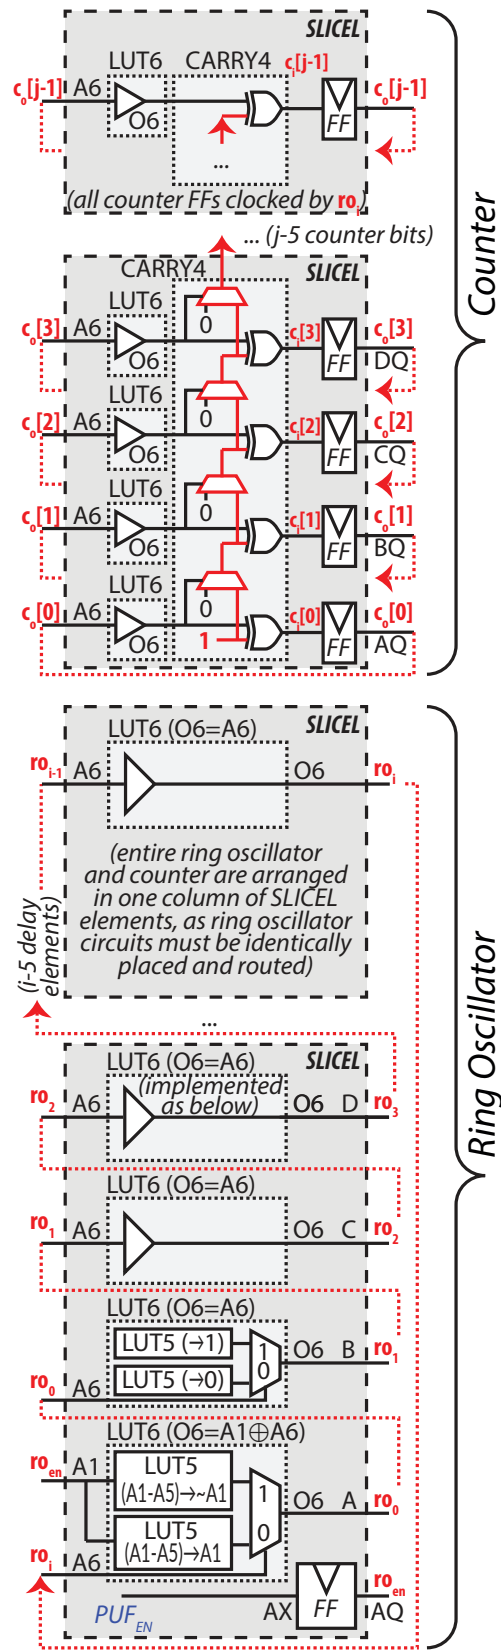 SLICEL
LUT6 CARRY4 c_i[j-1]
c_o[j-1] A6 c_o[j-1]
O6 FF
...
(all counter FFs clocked by ro_i)
... (j-5 counter bits)
CARRY4 SLICEL
LUT6
0
c_o[3] A6 c_i[3] c_o[3]
O6 FF DQ
LUT6
0
c_o[2] A6 c_i[2] c_o[2]
O6 FF CQ
LUT6
0
c_o[1] A6 c_i[1] c_o[1]
O6 FF BQ
LUT6
0
c_o[0] A6 c_i[0] c_o[0]
O6 1 FF AQ
Counter
LUT6 (O6=A6) SLICEL
ro_i-1 A6 O6 ro_i
(entire ring oscillator
and counter are arranged
in one column of SLICEL
elements, as ring oscillator
circuits must be identically
placed and routed)
(i-5 delay
elements)
...
LUT6 (O6=A6) SLICEL
(implemented
as below)
ro_2 A6 O6 D ro_3
LUT6 (O6=A6)
ro_1 A6 O6 C ro_2
LUT6 (O6=A6)
LUT5 (→1) 1
O6 B ro_1
LUT5 (→0) 0
ro_0 A6
LUT6 (O6=A1⊕A6)
ro_en A1 LUT5
(A1-A5)→~A1 1
O6 A ro_0
LUT5 0
(A1-A5)→A1
ro_i A6
PUF_EN AX FF ro_en
AQ
Ring Oscillator